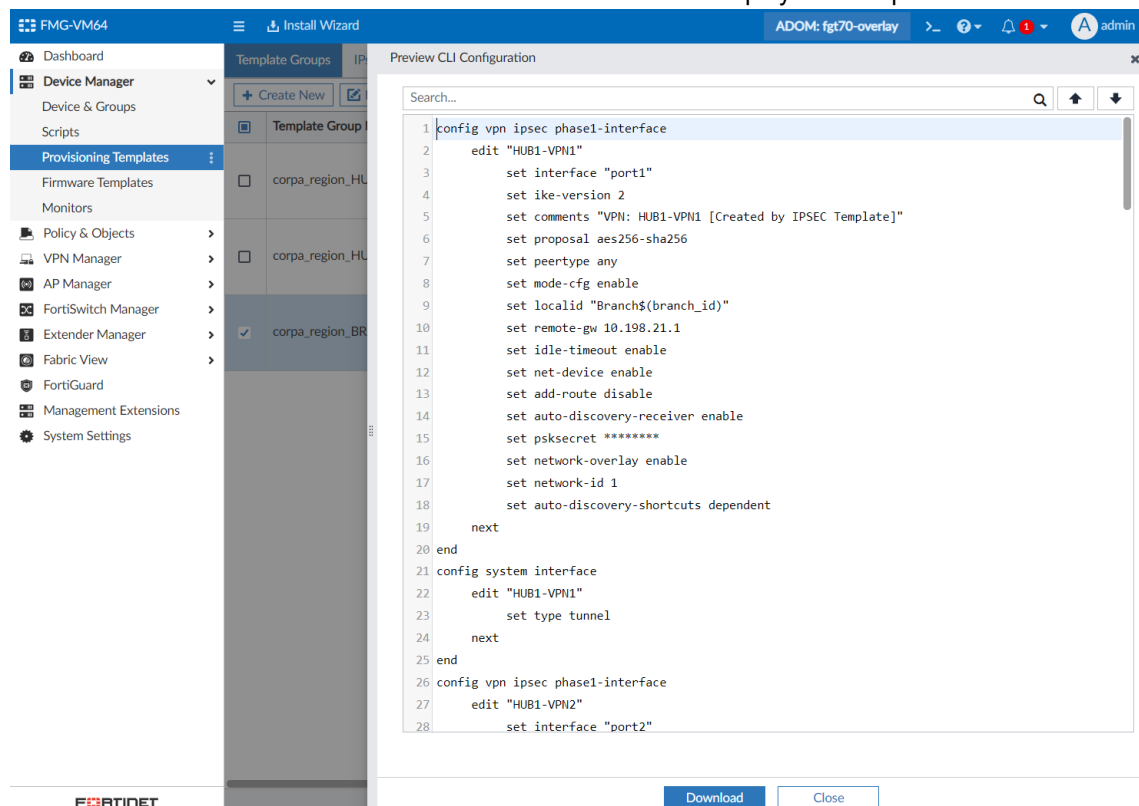 FMG-VM64
Install Wizard
ADOM: fgt70-overlay
>_
1
A admin
Dashboard
Device Manager
Device & Groups
Scripts
Provisioning Templates
Firmware Templates
Monitors
Policy & Objects
VPN Manager
AP Manager
FortiSwitch Manager
Extender Manager
Fabric View
FortiGuard
Management Extensions
System Settings
Template Groups
+ Create New
Template Group
corpa_region_HU
corpa_region_HU
corpa_region_BR
Preview CLI Configuration
Search...
1 config vpn ipsec phase1-interface
2 edit "HUB1-VPN1"
3 set interface "port1"
4 set ike-version 2
5 set comments "VPN: HUB1-VPN1 [Created by IPSEC Template]"
6 set proposal aes256-sha256
7 set peertype any
8 set mode-cfg enable
9 set localid "Branch$(branch_id)"
10 set remote-gw 10.198.21.1
11 set idle-timeout enable
12 set net-device enable
13 set add-route disable
14 set auto-discovery-receiver enable
15 set psksecret ********
16 set network-overlay enable
17 set network-id 1
18 set auto-discovery-shortcuts dependent
19 next
20 end
21 config system interface
22 edit "HUB1-VPN1"
23 set type tunnel
24 next
25 end
26 config vpn ipsec phase1-interface
27 edit "HUB1-VPN2"
28 set interface "port2"
Download
Close